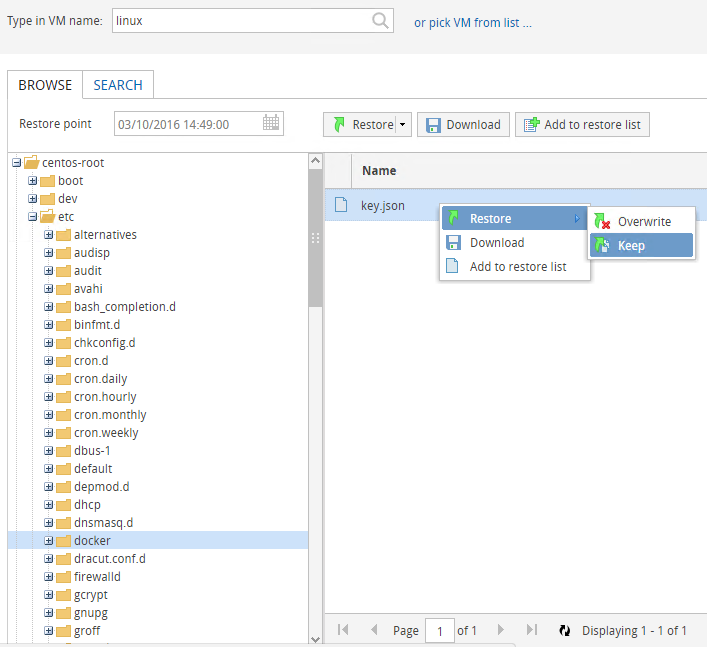 Type in VM name: linux or pick VM from list ...
BROWSE SEARCH
Restore point 03/10/2016 14:49:00 Restore Download Add to restore list
centos-root
boot
dev
etc
alternatives
audisp
audit
avahi
bash_completion.d
binfmt.d
chkconfig.d
cron.d
cron.daily
cron.hourly
cron.monthly
cron.weekly
dbus-1
default
depmod.d
dhcp
dnsmasq.d
docker
dracut.conf.d
firewalld
gcrypt
gnupg
groff
Name
key.json
Restore
Download
Add to restore list
Overwrite
Keep
Page 1 of 1 Displaying 1 - 1 of 1